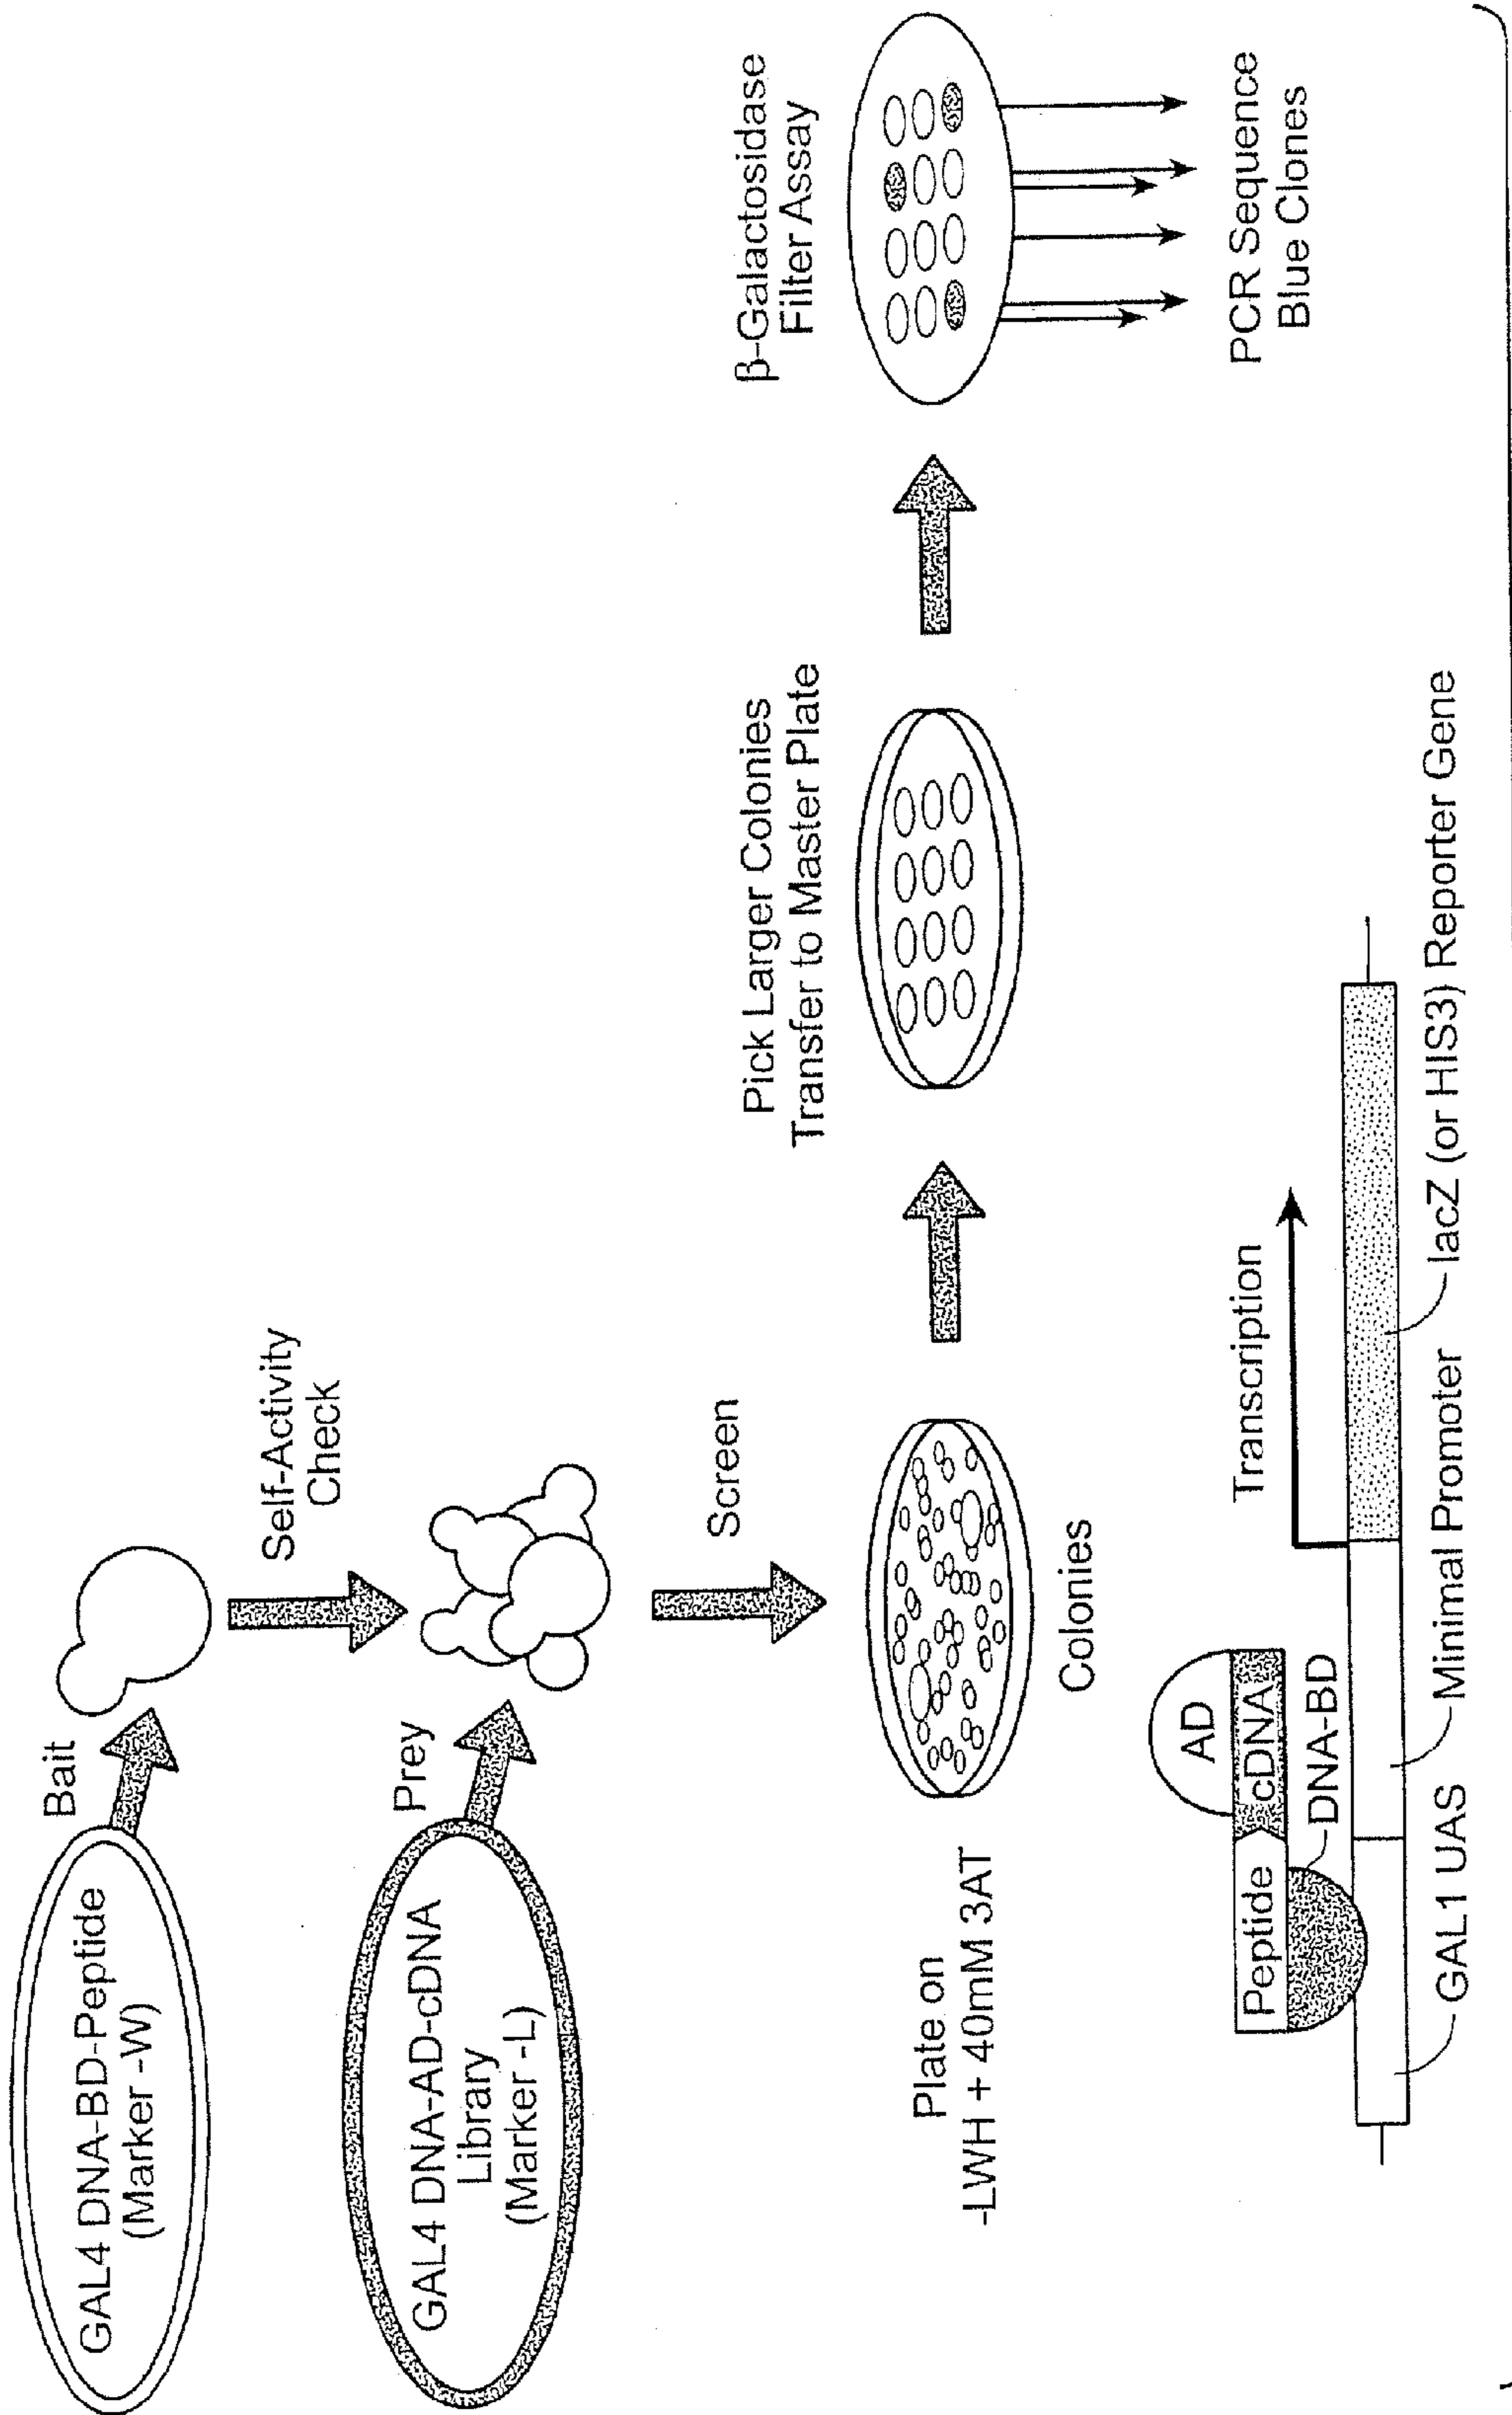 GAL4 DNA-BD-Peptide
(Marker -W)
Bait
Self-Activity
Check
GAL4 DNA-AD-cDNA
Library
(Marker -L)
Prey
Screen
Plate on
-LWH + 40mM 3AT
Colonies
Pick Larger Colonies
Transfer to Master Plate
β-Galactosidase
Filter Assay
PCR Sequence
Blue Clones
Peptide
cDNA
AD
DNA-BD
Transcription
GAL1 UAS
Minimal Promoter
lacZ (or HIS3) Reporter Gene